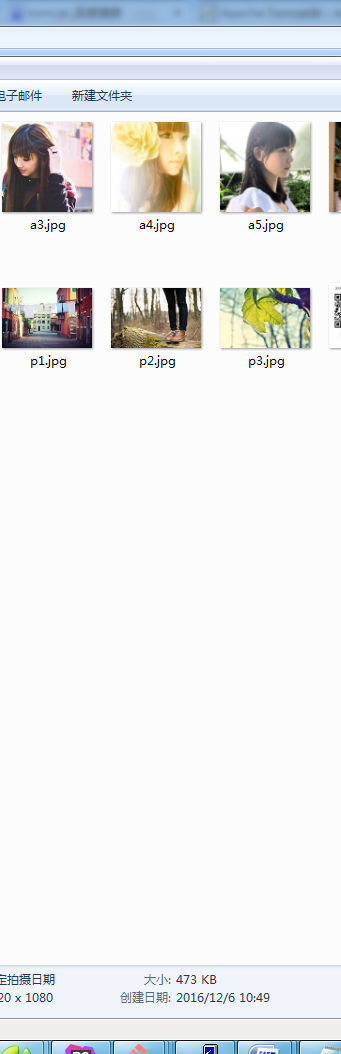 电子邮件 新建文件夹
a3.jpg a4.jpg a5.jpg
p1.jpg p2.jpg p3.jpg
定拍摄日期 大小: 473 KB
20 x 1080 创建日期: 2016/12/6 10:49